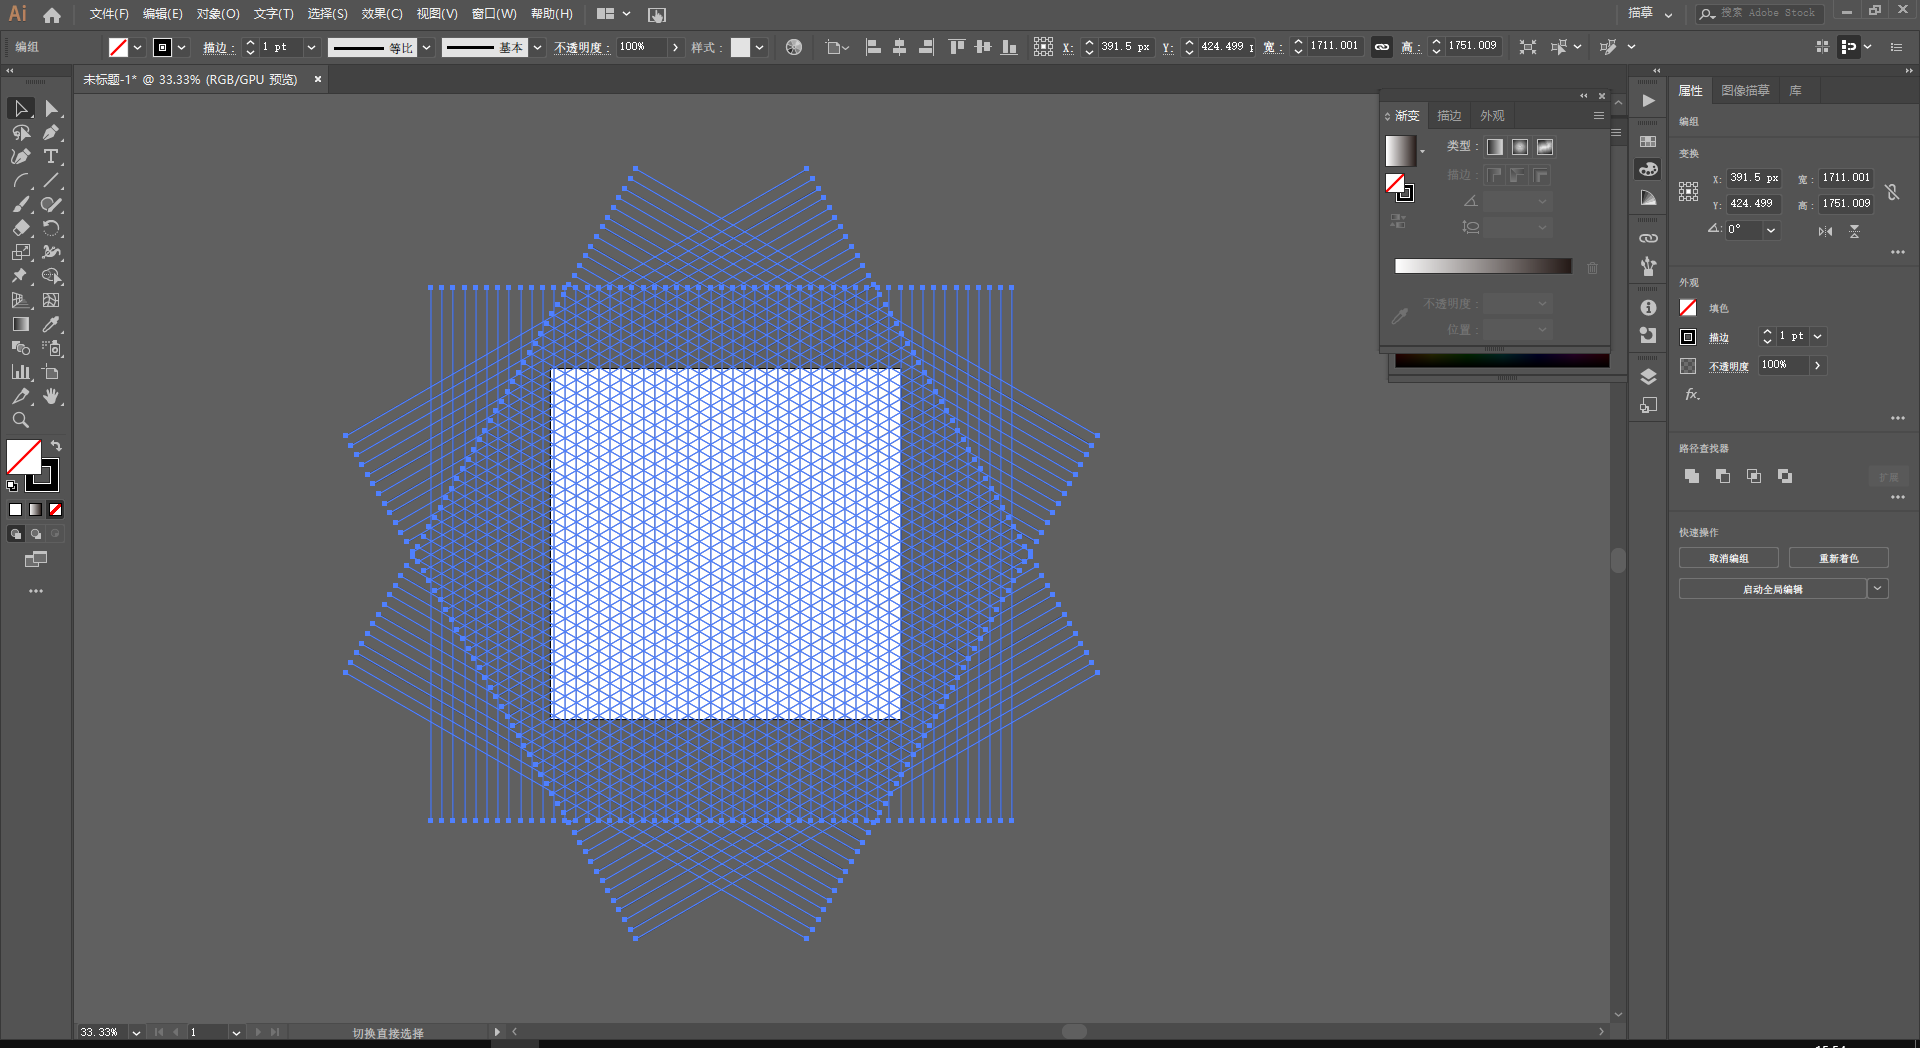 Ai 文件(F) 编辑(E) 对象(O) 文字(T) 选择(S) 效果(C) 视图(V) 窗口(W) 帮助(H) 描摹 搜索 Adobe Stock
编组 描边: 1 pt 等比 基本 不透明度: 100% 样式: X: 391.5 px Y: 424.499 宽: 1711.001 高: 1751.009
未标题-1* @ 33.33% (RGB/GPU 预览)
渐变 描边 外观
类型:
描边:
不透明度:
位置:
属性 图像描摹 库
编组
变换
X: 391.5 px 宽: 1711.001
Y: 424.499 高: 1751.009
0°
外观
填色
描边 1 pt
不透明度 100%
fx.
路径查找器
扩展
快速操作
取消编组 重新着色
启动全局编辑
33.33% 1 切换直接选择